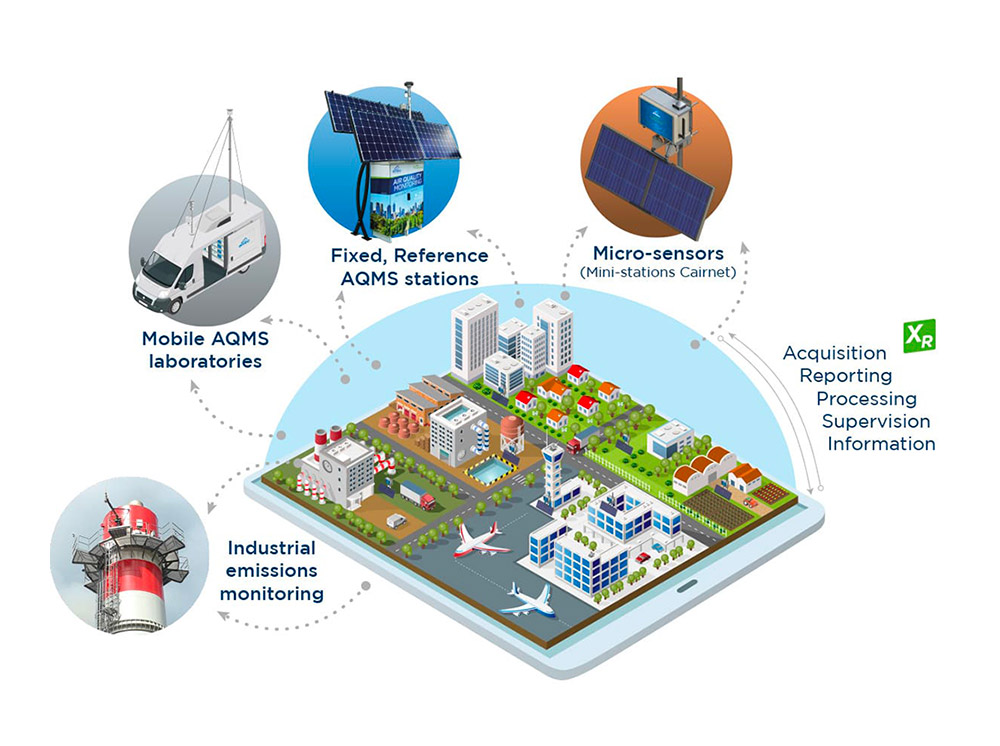 Fixed, Reference
AQMS stations
Micro-sensors
(Mini-stations Cairnet)
Mobile AQMS
laboratories
Industrial
emissions
monitoring
XR
Acquisition
Reporting
Processing
Supervision
Information
AIR QUALITY
MONITORING